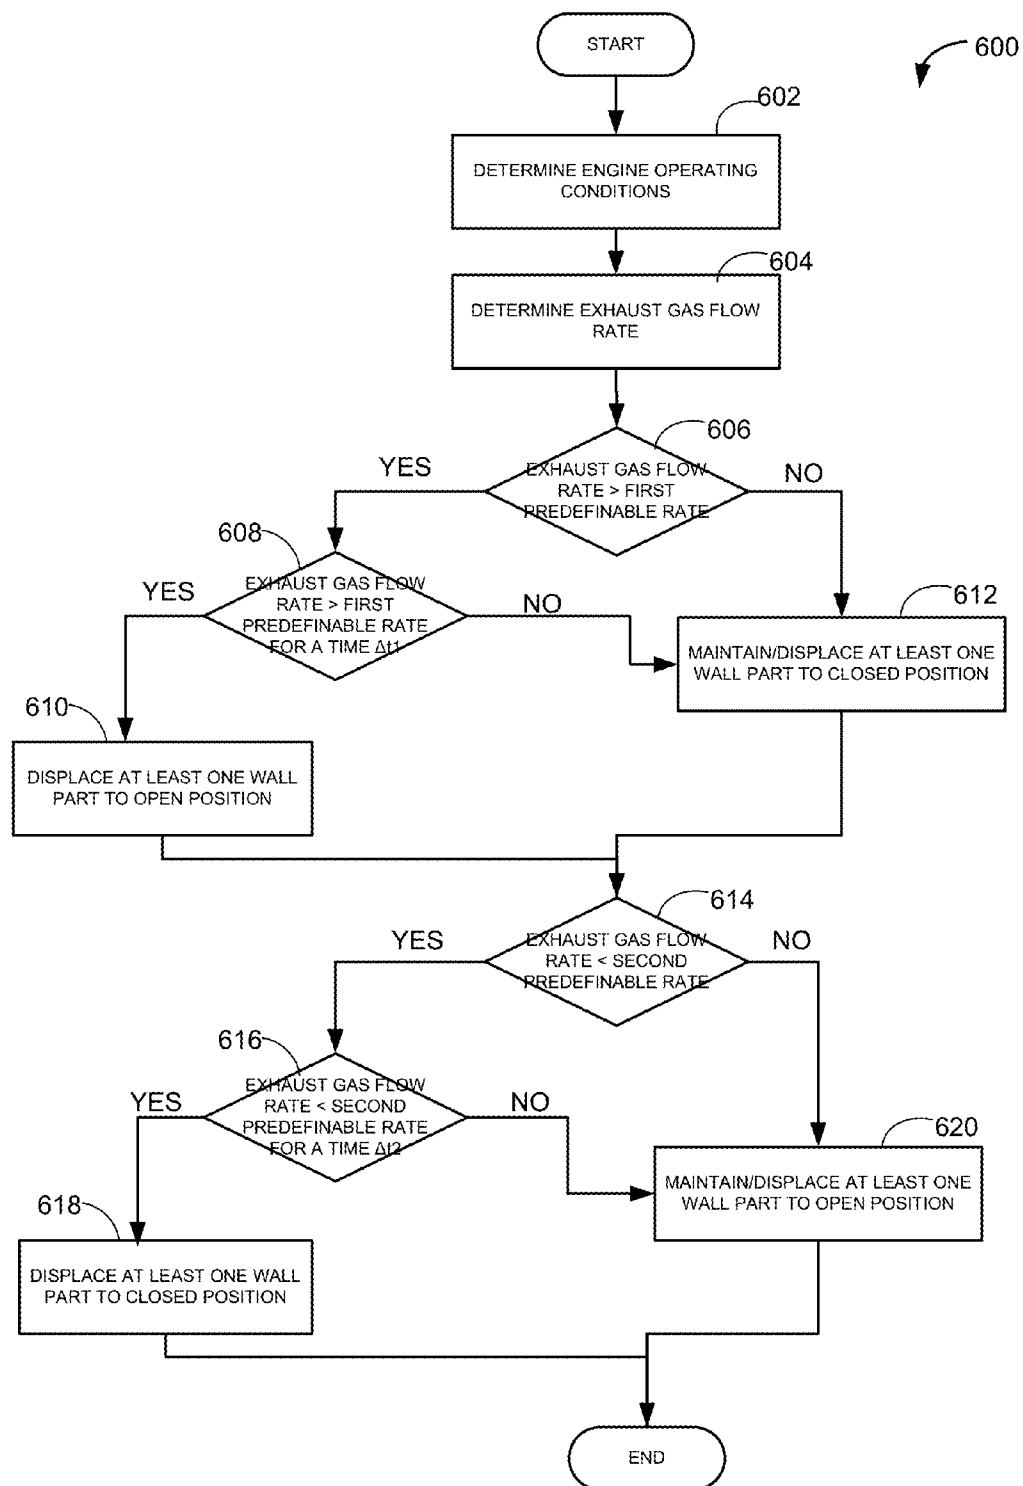 START
600
602
DETERMINE ENGINE OPERATING
CONDITIONS
604
DETERMINE EXHAUST GAS FLOW
RATE
606
YES
EXHAUST GAS FLOW
RATE > FIRST
PREDEFINABLE RATE
NO
608
YES
EXHAUST GAS FLOW
RATE > FIRST
PREDEFINABLE RATE
FOR A TIME Δt1
NO
612
MAINTAIN/DISPLACE AT LEAST ONE
WALL PART TO CLOSED POSITION
610
DISPLACE AT LEAST ONE WALL
PART TO OPEN POSITION
614
YES
EXHAUST GAS FLOW
RATE < SECOND
PREDEFINABLE RATE
NO
616
YES
EXHAUST GAS FLOW
RATE < SECOND
PREDEFINABLE RATE
FOR A TIME Δt2
NO
620
MAINTAIN/DISPLACE AT LEAST ONE
WALL PART TO OPEN POSITION
618
DISPLACE AT LEAST ONE WALL
PART TO CLOSED POSITION
END